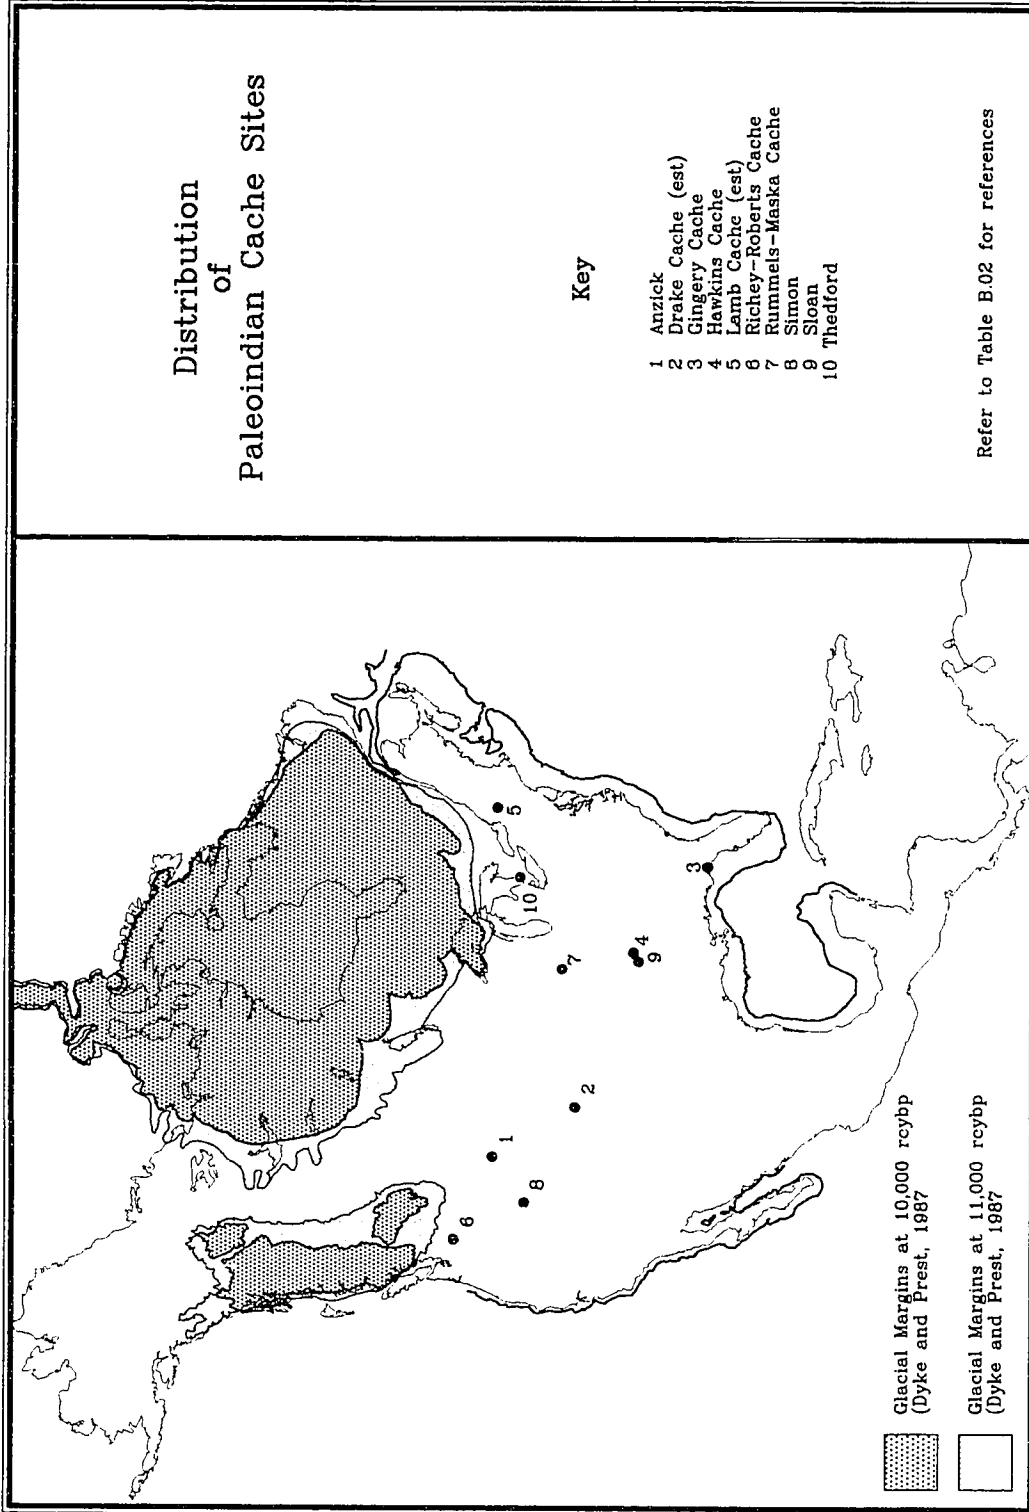 Distribution
of
Paleoindian Cache Sites
Key
1 Anzick
2 Drake Cache (est)
3 Gingery Cache
4 Hawkins Cache
5 Lamb Cache (est)
6 Richey-Roberts Cache
7 Rummels-Maska Cache
8 Simon
9 Sloan
10 Thedford
Refer to Table B.02 for references
6
8
1
2
7
9
4
10
5
3
Glacial Margins at 10,000 rcybp
(Dyke and Prest, 1987
Glacial Margins at 11,000 rcybp
(Dyke and Prest, 1987